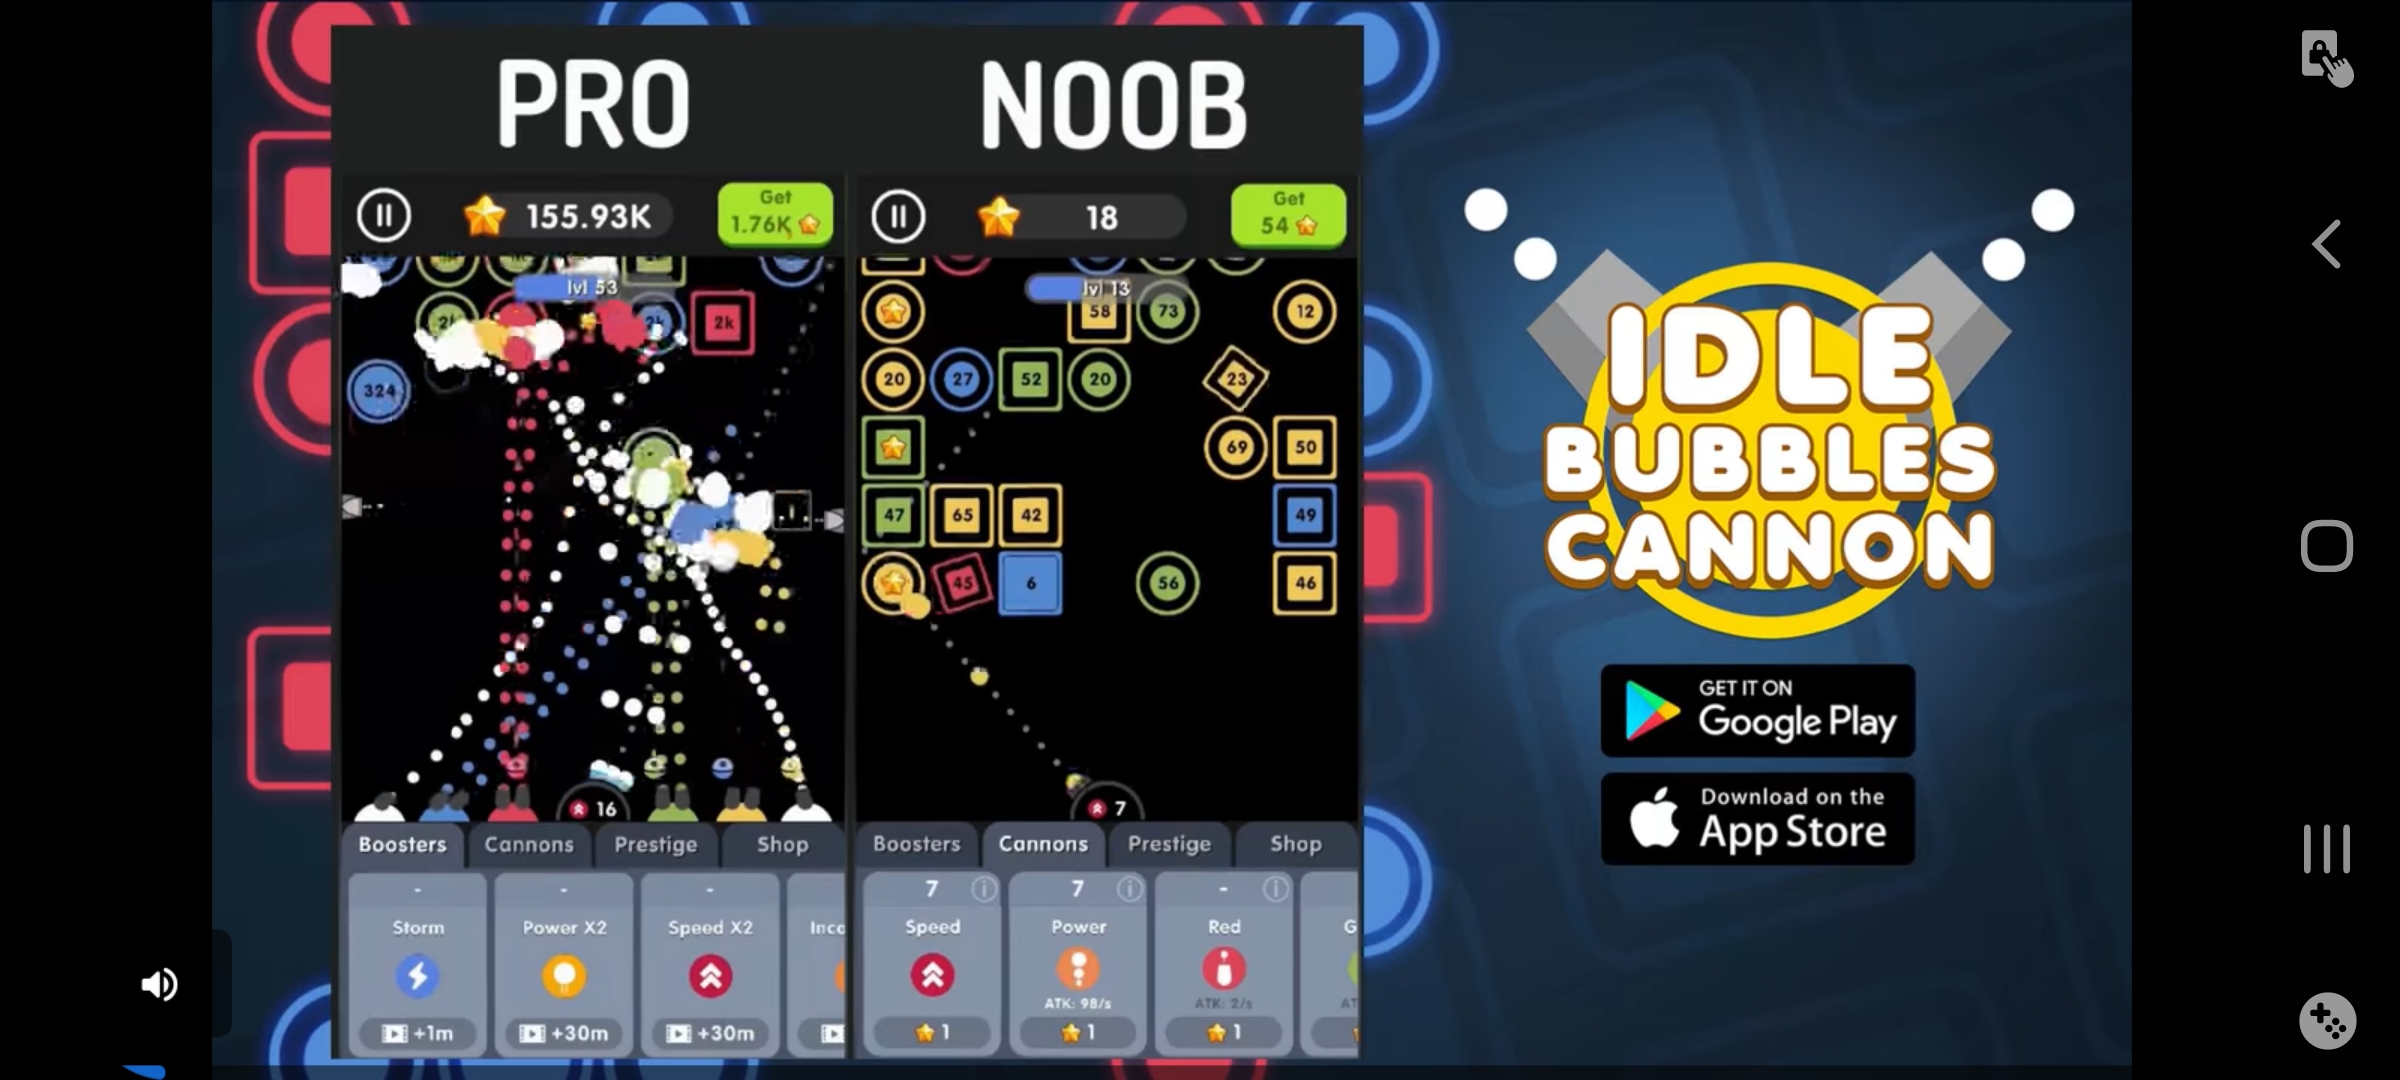 PRO
NOOB
155.93K
Get
1.76K
18
Get
54
lvl 53
2k
2k
2k
324
lvl 13
58
73
12
20
27
52
20
23
69
50
47
65
42
49
45
6
56
46
16
7
Boosters
Cannons
Prestige
Shop
Boosters
Cannons
Prestige
Shop
-
-
-
7
7
-
Storm
Power X2
Speed X2
Inco
Speed
Power
Red
G
ATK: 98/s
ATK: 2/s
AT
+1m
+30m
+30m
1
1
1
IDLE
BUBBLES
CANNON
GET IT ON
Google Play
Download on the
App Store